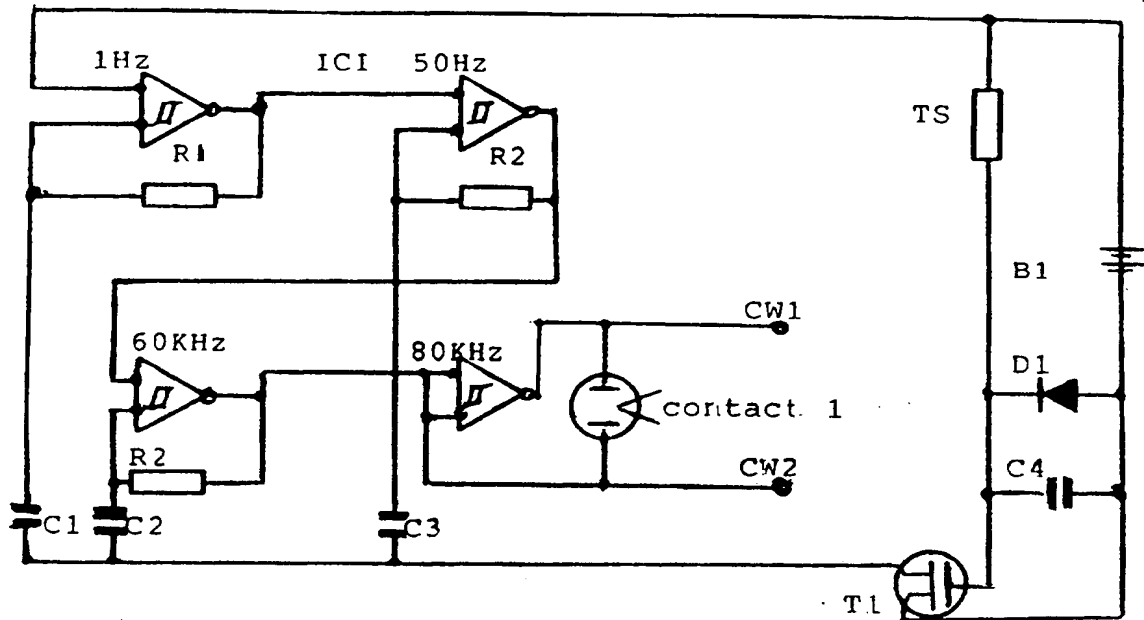 1Hz
ICI
50Hz
TS
R1
R2
B1
60KHz
80KHz
CW1
D1
contact 1
R2
CW2
C4
C1
C2
C3
T1